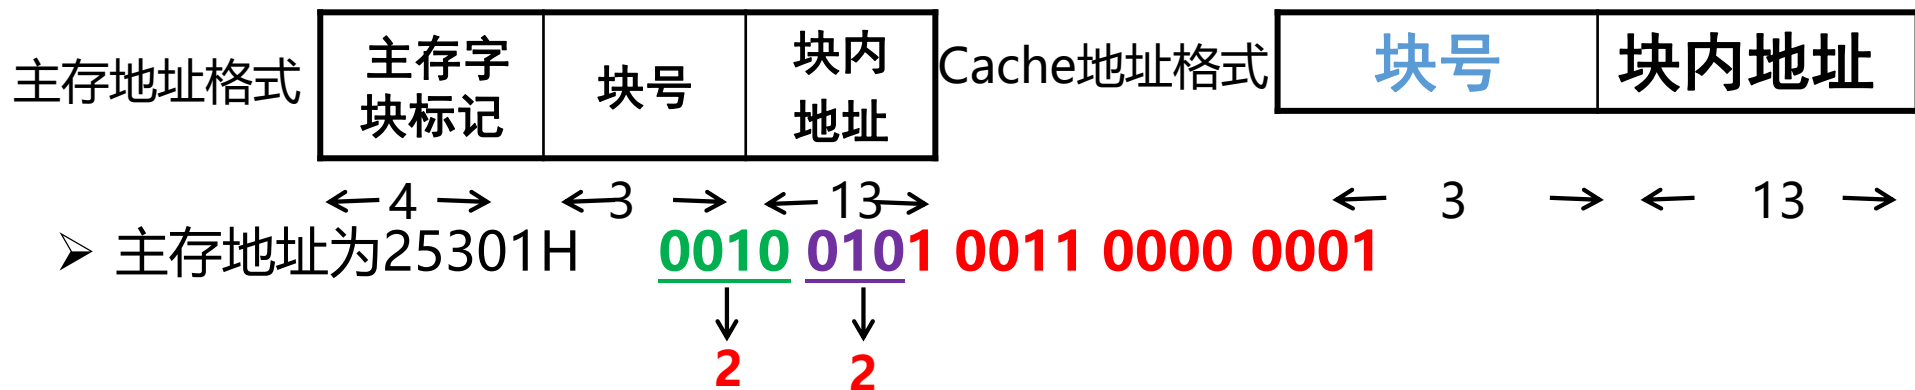 主存地址格式
主存字
块标记
块号
块内
地址
Cache地址格式
块号
块内地址
4
3
13
3
13
主存地址为25301H 0010 0101 0011 0000 0001
2
2